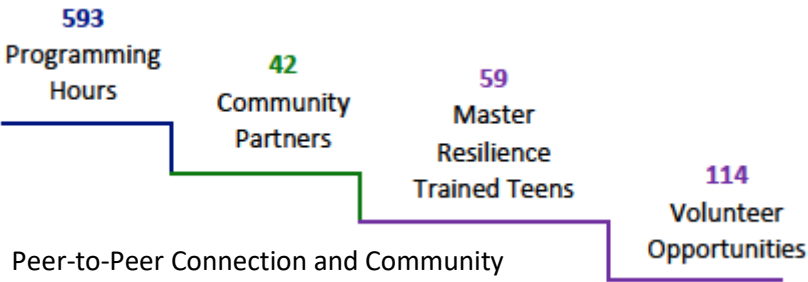 593
Programming
Hours
42
Community
Partners
59
Master
Resilience
Trained Teens
114
Volunteer
Opportunities
Peer-to-Peer Connection and Community